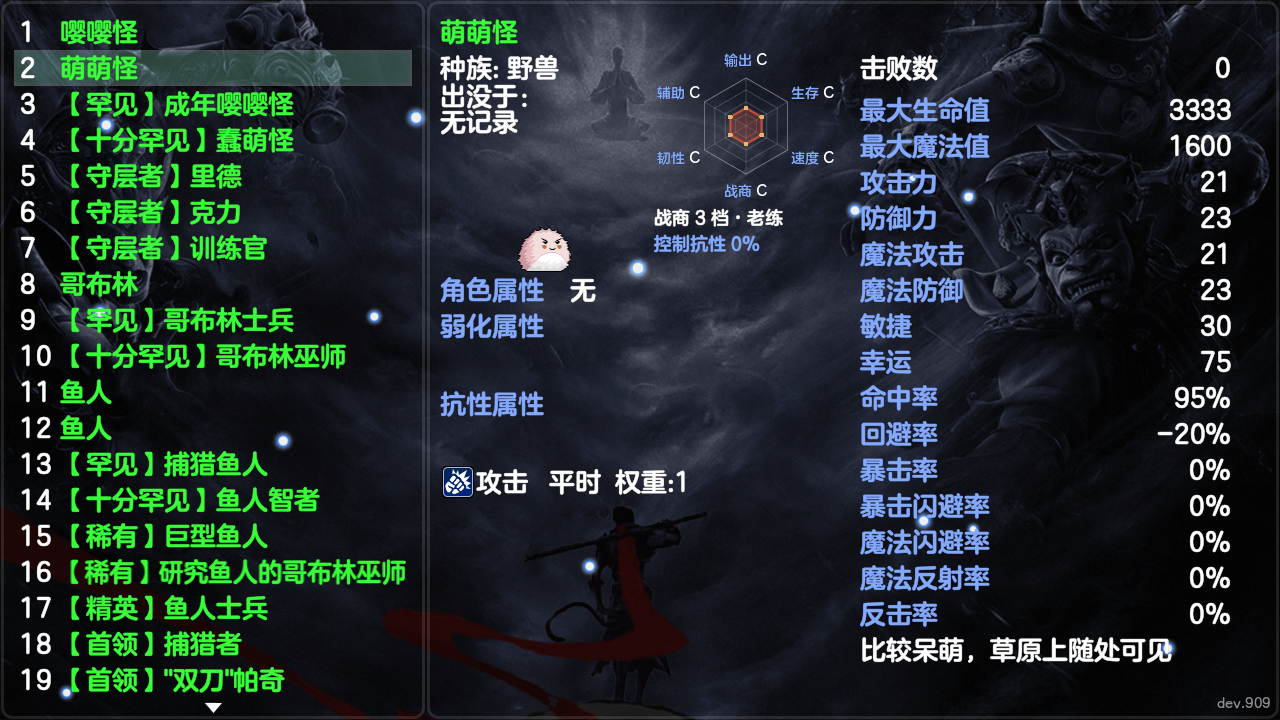 1 嘤嘤怪
2 萌萌怪
3 【罕见】成年嘤嘤怪
4 【十分罕见】蠢萌怪
5 【守层者】里德
6 【守层者】克力
7 【守层者】训练官
8 哥布林
9 【罕见】哥布林士兵
10 【十分罕见】哥布林巫师
11 鱼人
12 鱼人
13 【罕见】捕猎鱼人
14 【十分罕见】鱼人智者
15 【稀有】巨型鱼人
16 【稀有】研究鱼人的哥布林巫师
17 【精英】鱼人士兵
18 【首领】捕猎者
19 【首领】"双刀"帕奇
萌萌怪
种族: 野兽
出没于:
无记录
输出 C
辅助 C
生存 C
韧性 C
速度 C
战商 C
战商 3 档·老练
控制抗性 0%
角色属性 无
弱化属性
抗性属性
攻击 平时 权重:1
击败数 0
最大生命值 3333
最大魔法值 1600
攻击力 21
防御力 23
魔法攻击 21
魔法防御 23
敏捷 30
幸运 75
命中率 95%
回避率 -20%
暴击率 0%
暴击闪避率 0%
魔法闪避率 0%
魔法反射率 0%
反击率 0%
比较呆萌，草原上随处可见
dev.909